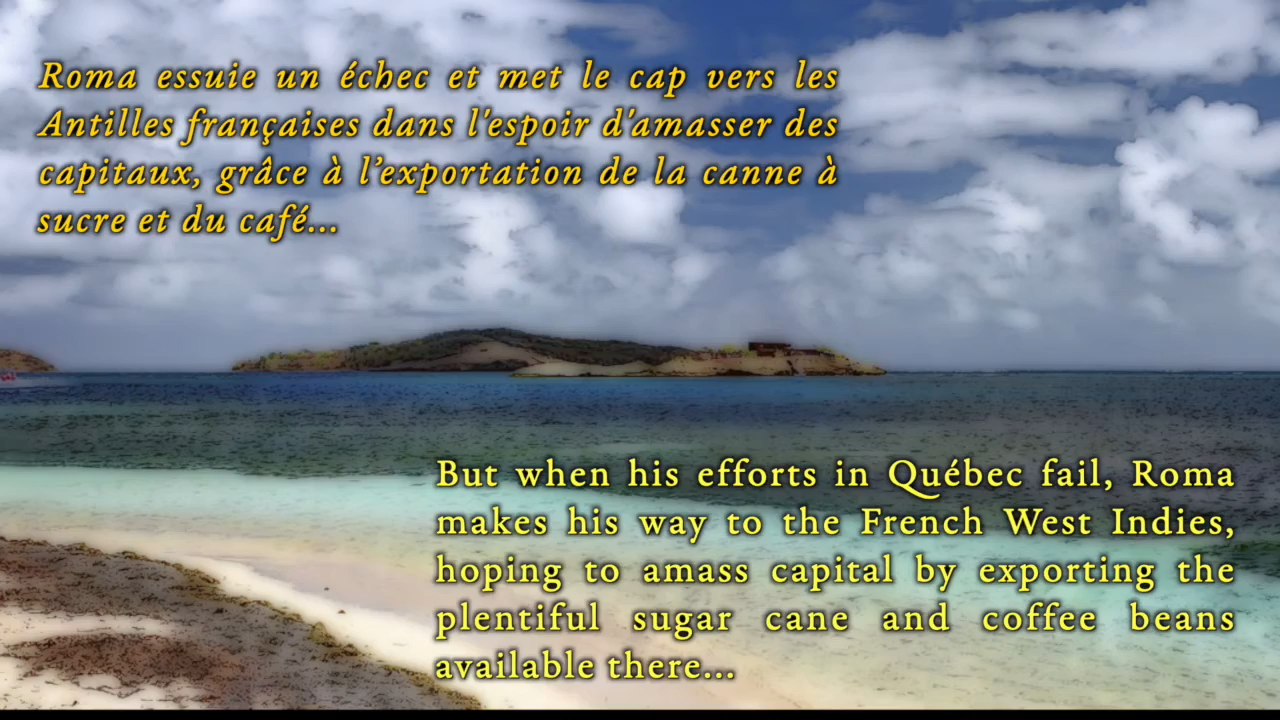 Roma essuie un échec et met le cap vers les
Antilles françaises dans l'espoir d'amasser des
capitaux, grâce à l’exportation de la canne à
sucre et du café...
But when his efforts in Québec fail, Roma
makes his way to the French West Indies,
hoping to amass capital by exporting the
plentiful sugar cane and coffee beans
available there...